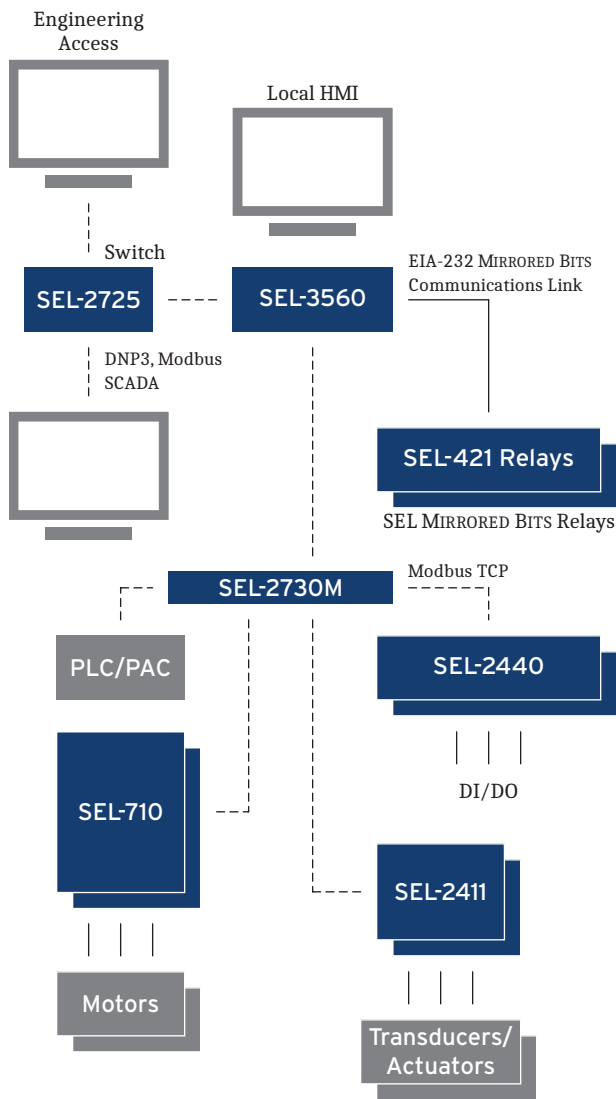 Engineering
Access
Local HMI
Switch
SEL-2725
SEL-3560
EIA-232 MIRRORED BITS
Communications Link
DNP3, Modbus
SCADA
SEL-421 Relays
SEL MIRRORED BITS Relays
SEL-2730M
Modbus TCP
PLC/PAC
SEL-2440
DI/DO
SEL-710
SEL-2411
Motors
Transducers/
Actuators